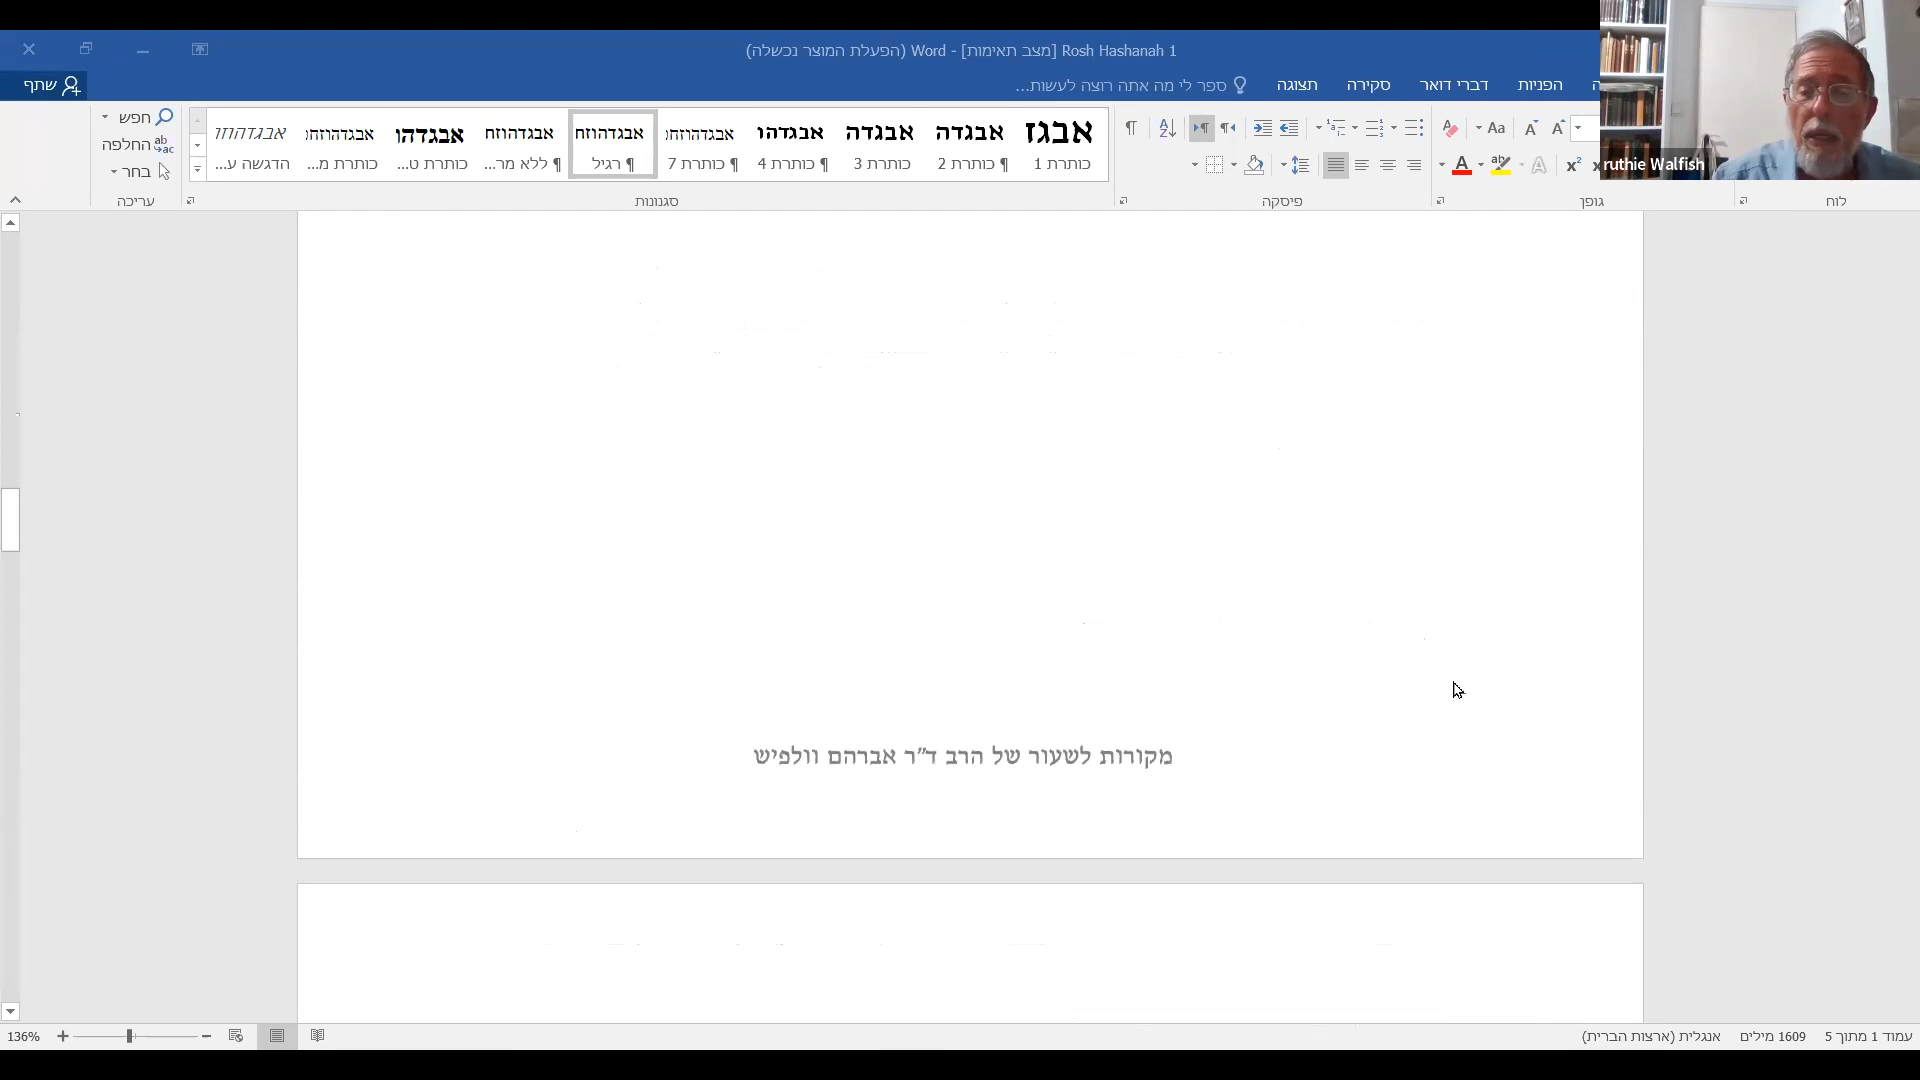 Rosh Hashanah 1 [מצב תאימות] - Word (הפעלת המוצר נכשלה)
הפניות דברי דואר סקירה תצוגה ספר לי מה אתה רוצה לעשות...
שתף
ruthie Walfish
אבגז אבגדה אבגדה אבגדהו אבגדהוזחט אבגדהוזח אבגדהוזח אבגדהו אבגדהוזחט אבגדהוזח
כותרת 1 ¶ כותרת 2 כותרת 3 ¶ כותרת 4 ¶ כותרת 7 ¶ רגיל ¶ ללא מר... כותרת ט... כותרת מ... הדגשה ע...
חפש
החלפה
בחר
לוח גופן פיסקה סגנונות עריכה
מקורות לשעור של הרב ד"ר אברהם וולפיש
עמוד 1 מתוך 5 1609 מילים אנגלית (ארצות הברית)
136%